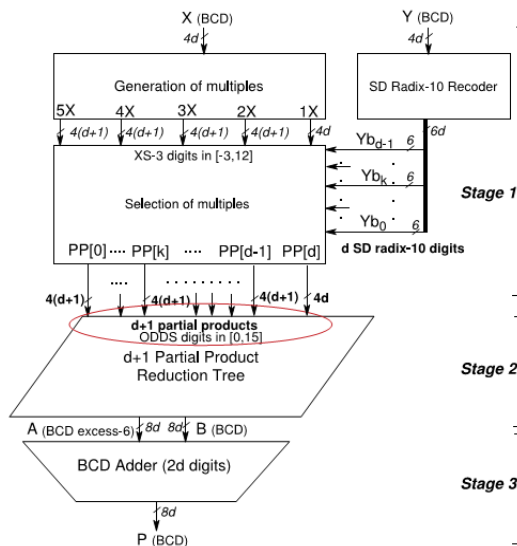 X (BCD)
Y (BCD)
4d
4d
Generation of multiples
SD Radix-10 Recoder
5X 4X 3X 2X 1X
4(d+1) 4(d+1) 4(d+1) 4(d+1) 4d
6d
XS-3 digits in [-3,12]
Yb_d-1 6
Yb_k 6
Selection of multiples
Stage 1
Yb_0 6
d SD radix-10 digits
PP[0] .... PP[k] .... PP[d-1] PP[d]
4(d+1) 4(d+1) 4(d+1) 4d
d+1 partial products
ODDS digits in [0,15]
d+1 Partial Product
Reduction Tree
Stage 2
A (BCD excess-6) 8d 8d B (BCD)
BCD Adder (2d digits)
Stage 3
8d
P (BCD)